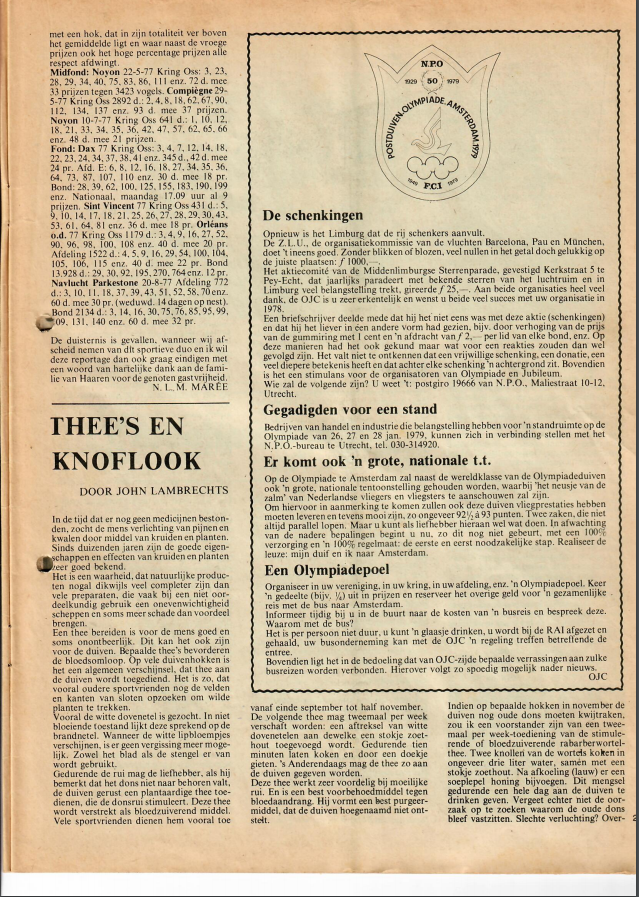 met een hok, dat in zijn totaliteit ver boven
het gemiddelde ligt en waar naast de vroege
prijzen ook het hoge percentage prijzen alle
respect afdwingt.
Midfond: Noyon 22-5-77 Kring Oss: 3, 23,
28, 29, 34, 40, 75, 83, 86, 111 enz. 72 d. mee
33 prijzen tegen 3423 vogels. Compiègne 29-
5-77 Kring Oss 2892 d.: 2, 4, 8, 18, 62, 67, 90,
112, 134, 137 enz. 93 d. mee 37 prijzen.
Noyon 10-7-77 Kring Oss 641 d.: 1, 10, 12,
18, 21, 33, 34, 35, 36, 42, 47, 57, 62, 65, 66
enz. 48 d. mee 21 prijzen.
Fond: Dax 77 Kring Oss: 3, 4, 7, 12, 14, 18,
22, 23, 24, 34, 37, 38, 41 enz. 345 d., 42 d. mee
24 pr. Afd. E: 6, 8, 12, 16, 18, 27, 34, 35, 36,
64, 73, 87, 107, 110 enz. 30 d. mee 18 pr.
Bond: 28, 39, 62, 100, 125, 155, 183, 190, 199
enz. Nationaal, maandag 17.09 uur al 9
prijzen. Sint Vincent 77 Kring Oss 431 d.: 5,
9, 10, 14, 17, 18, 21, 25, 26, 27, 28, 29, 30, 43,
53, 61, 64, 81 enz. 36 d. mee 18 pr. Orléans
o.d. 77 Kring Oss 1179 d.: 3, 4, 9, 16, 27, 52,
90, 96, 98, 100, 108 enz. 40 d. mee 20 pr.
Afdeling 1522 d.: 4, 5, 9, 16, 29, 54, 100, 104,
105, 106, 115 enz. 40 d. mee 22 pr. Bond
13.928 d.: 29, 30, 92, 195, 270, 764 enz. 12 pr.
Navlucht Parkestone 20-8-77 Afdeling 772
d.: 3, 10, 11, 18, 37, 39, 43, 51, 52, 58, 70 enz.
60 d. mee 30 pr. (weduwd. 14 dagen op nest).
Bond 2134 d.: 3, 14, 16, 30, 75, 76, 85, 95, 99,
109, 131, 140 enz. 60 d. mee 32 pr.
De duisternis is gevallen, wanneer wij af-
scheid nemen van dit sportieve duo en ik wil
deze reportage dan ook graag eindigen met
een woord van hartelijke dank aan de fami-
lie van Haaren voor de genoten gastvrijheid.
N. L. M. MARÉE
THEE'S EN
KNOFLOOK
DOOR JOHN LAMBRECHTS
In de tijd dat er nog geen medicijnen beston-
den, zocht de mens verlichting van pijnen en
kwalen door middel van kruiden en planten.
Sinds duizenden jaren zijn de goede eigen-
schappen en effecten van kruiden en planten
zeer goed bekend.
Het is een waarheid, dat natuurlijke produc-
ten nogal dikwijls veel completer zijn dan
vele preparaten, die vaak bij een niet oor-
deelkundig gebruik een onevenwichtigheid
scheppen en soms meer schade dan voordeel
brengen.
Een thee bereiden is voor de mens goed en
soms onontbeerlijk. Dit kan het ook zijn
voor de duiven. Bepaalde thee's bevorderen
de bloedsomloop. Op vele duivenhokken is
het een algemeen verschijnsel, dat thee aan
de duiven wordt toegediend. Het is zo, dat
vooral oudere sportvrienden nog de velden
en kanten van sloten opzoeken om wilde
planten te trekken.
Vooral de witte dovenetel is gezocht. In niet
bloeiende toestand lijkt deze sprekend op de
brandnetel. Wanneer de witte lipbloempjes
verschijnen, is er geen vergissing meer moge-
lijk. Zowel het blad als de stengel er van
wordt gebruikt.
Gedurende de rui mag de liefhebber, als hij
bemerkt dat het dons niet naar behoren valt,
de duiven gerust een plantaardige thee toe-
dienen, die de donsrui stimuleert. Deze thee
wordt verstrekt als bloedzuiverend middel.
Vele sportvrienden dienen hem vooral toe
N.P.O
1929 50 1979
POSTDUIVEN.OLYMPIADE.AMSTERDAM.1979
1948 F.C.I 1979
De schenkingen
Opnieuw is het Limburg dat de rij schenkers aanvult.
De Z.L.U., de organisatiekommissie van de vluchten Barcelona, Pau en München,
doet 't ineens goed. Zonder blikken of blozen, veel nullen in het getal doch gelukkig op
de juiste plaatsen: f 1000,—.
Het aktiecomité van de Middenlimburgse Sterrenparade, gevestigd Kerkstraat 5 te
Pey-Echt, dat jaarlijks paradeert met bekende sterren van het luchtruim en in
Limburg veel belangstelling trekt, gireerde f 25,—. Aan beide organisaties heel veel
dank, de OJC is u zeer erkentelijk en wenst u beide veel succes met uw organisatie in
1978.
Een briefschrijver deelde mede dat hij het niet eens was met deze aktie (schenkingen)
en dat hij het liever in een andere vorm had gezien, bijv. door verhoging van de prijs
van de gummiring met 1 cent en 'n afdracht van f 2,— per lid van elke bond, enz. Op
deze manieren had het ook gekund maar wat voor een reakties zouden dan wel
gevolgd zijn. Het valt niet te ontkennen dat een vrijwillige schenking, een donatie, een
veel diepere betekenis heeft en dat achter elke schenking 'n achtergrond zit. Bovendien
is het een stimulans voor de organisatoren van Olympiade en Jubileum.
Wie zal de volgende zijn? U weet 't: postgiro 19666 van N.P.O., Maliestraat 10-12,
Utrecht.
Gegadigden voor een stand
Bedrijven van handel en industrie die belangstelling hebben voor 'n standruimte op de
Olympiade van 26, 27 en 28 jan. 1979, kunnen zich in verbinding stellen met het
N.P.O.-bureau te Utrecht, tel. 030-314920.
Er komt ook 'n grote, nationale t.t.
Op de Olympiade te Amsterdam zal naast de wereldklasse van de Olympiadeduiven
ook 'n grote, nationale tentoonstelling gehouden worden, waarbij 'het neusje van de
zalm' van Nederlandse vliegers en vliegsters te aanschouwen zal zijn.
Om hiervoor in aanmerking te komen zullen ook deze duiven vliegprestaties hebben
moeten leveren en tevens mooi zijn, zo ongeveer 92½ à 93 punten. Twee zaken, die niet
altijd parallel lopen. Maar u kunt als liefhebber hieraan wel wat doen. In afwachting
van de nadere bepalingen begint u nu, zo dit nog niet gebeurt, met een 100%
verzorging en 'n 100% regelmaat: de eerste en eerst noodzakelijke stap. Realiseer de
leuze: mijn duif en ik naar Amsterdam.
Een Olympiadepoel
Organiseer in uw vereniging, in uw kring, in uw afdeling, enz. 'n Olympiadepoel. Keer
'n gedeelte (bijv. ¼) uit in prijzen en reserveer het overige geld voor 'n gezamenlijke
reis met de bus naar Amsterdam.
Informeer tijdig bij u in de buurt naar de kosten van 'n busreis en bespreek deze.
Waarom met de bus?
Het is per persoon niet duur, u kunt 'n glaasje drinken, u wordt bij de RAI afgezet en
gehaald, uw busonderneming kan met de OJC 'n regeling treffen betreffende de
entree.
Bovendien ligt het in de bedoeling dat van OJC-zijde bepaalde verrassingen aan zulke
busreizen worden verbonden. Hierover volgt zo spoedig mogelijk nader nieuws.
OJC
vanaf einde september tot half november.
De volgende thee mag tweemaal per week
verschaft worden: een aftreksel van witte
dovenetelen aan dewelke een stokje zoet-
hout toegevoegd wordt. Gedurende tien
minuten laten koken en door een doekje
gieten. 's Anderendaags mag de thee zo aan
de duiven gegeven worden.
Deze thee werkt zeer voordelig bij moeilijke
rui. En is een best voorbehoedmiddel tegen
bloedaandrang. Hij vormt een best purgeer-
middel, dat de duiven hoegenaamd niet ont-
stelt.
Indien op bepaalde hokken in november de
duiven nog oude dons moeten kwijtraken,
zou ik een voorstander zijn van een twee-
maal per week-toediening van de stimule-
rende of bloedzuiverende rabarberwortel-
thee. Twee knollen van de wortels koken in
ongeveer drie liter water, samen met een
stokje zoethout. Na afkoeling (lauw) er een
soeplepel honing bijvoegen. Dit mengsel
gedurende een hele dag aan de duiven te
drinken geven. Vergeet echter niet de oor-
zaak op te zoeken waarom de oude dons
bleef vastzitten. Slechte verluchting? Over-
2